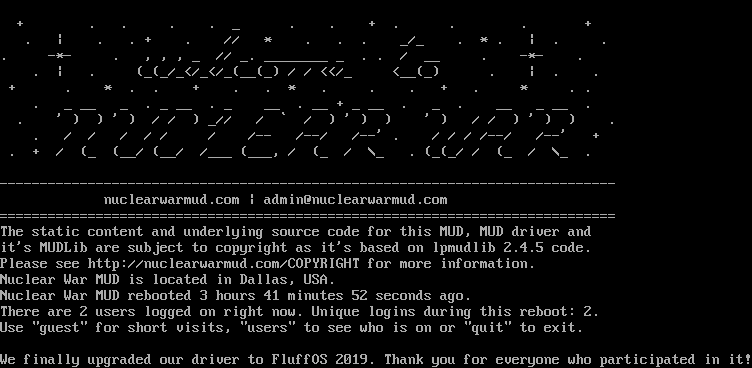 welcome to
NUCLEAR WAR
nuclearwarmud.com | admin@nuclearwarmud.com
The static content and underlying source code for this MUD, MUD driver and
it's MUDLib are subject to copyright as it's based on lpmudlib 2.4.5 code.
Please see http://nuclearwarmud.com/COPYRIGHT for more information.
Nuclear War MUD is located in Dallas, USA.
Nuclear War MUD rebooted 3 hours 41 minutes 52 seconds ago.
There are 2 users logged on right now. Unique logins during this reboot: 2.
Use "guest" for short visits, "users" to see who is on or "quit" to exit.
We finally upgraded our driver to FluffOS 2019. Thank you for everyone who participated in it!